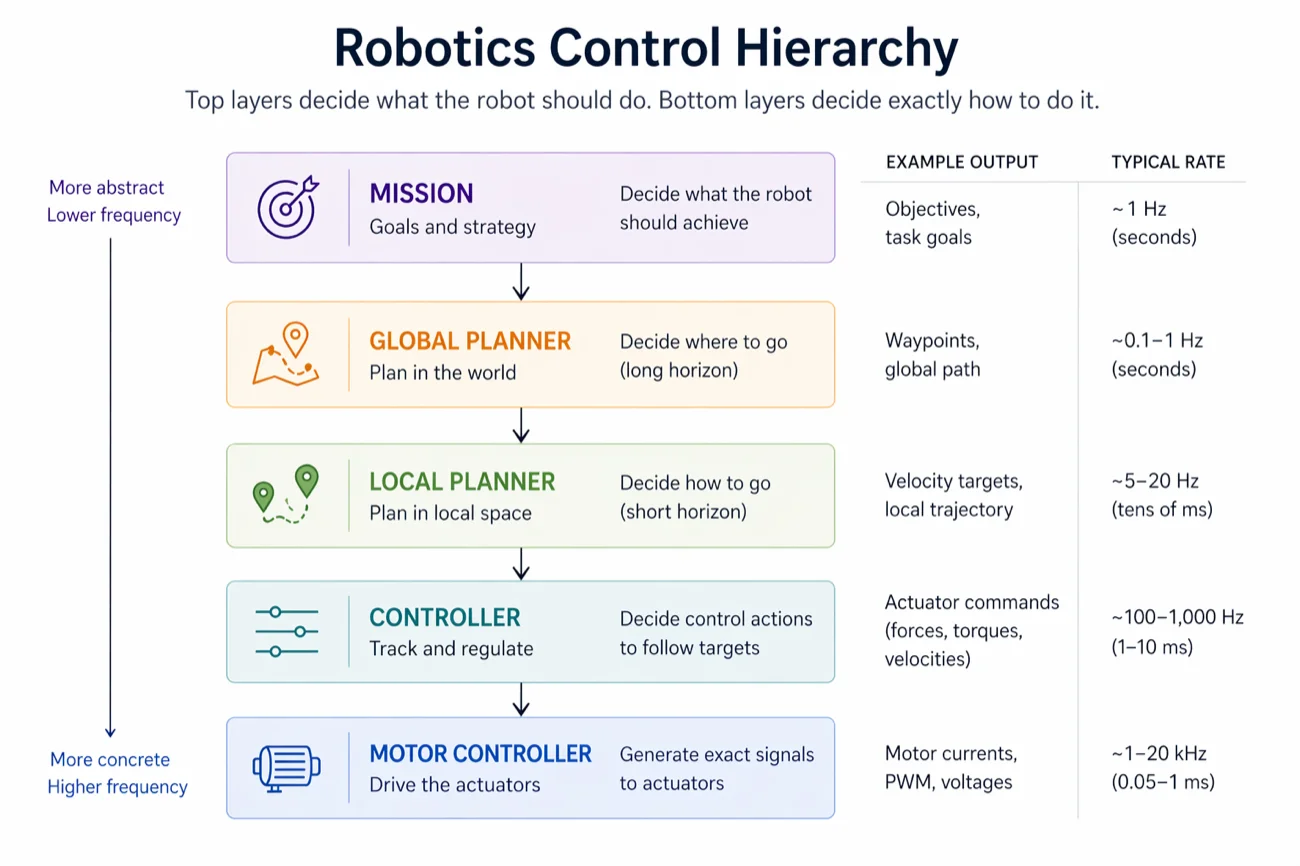 Robotics Control Hierarchy
Top layers decide what the robot should do. Bottom layers decide exactly how to do it.
EXAMPLE OUTPUT
TYPICAL RATE
More abstract
Lower frequency
MISSION
Goals and strategy
Decide what the robot
should achieve
Objectives,
task goals
~ 1 Hz
(seconds)
GLOBAL PLANNER
Plan in the world
Decide where to go
(long horizon)
Waypoints,
global path
~0.1–1 Hz
(seconds)
LOCAL PLANNER
Plan in local space
Decide how to go
(short horizon)
Velocity targets,
local trajectory
~5–20 Hz
(tens of ms)
CONTROLLER
Track and regulate
Decide control actions
to follow targets
Actuator commands
(forces, torques,
velocities)
~100–1,000 Hz
(1–10 ms)
MOTOR CONTROLLER
Drive the actuators
Generate exact signals
to actuators
Motor currents,
PWM, voltages
~1–20 kHz
(0.05–1 ms)
More concrete
Higher frequency